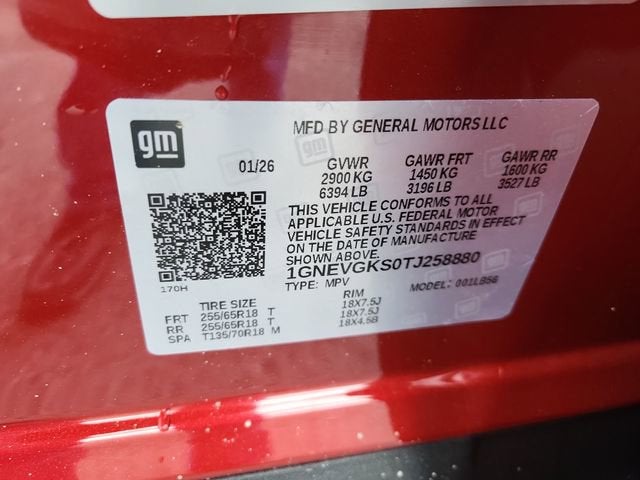 gm
MFD BY GENERAL MOTORS LLC
01/26 GVWR GAWR FRT GAWR RR
2900 KG 1450 KG 1600 KG
6394 LB 3196 LB 3527 LB
THIS VEHICLE CONFORMS TO ALL
APPLICABLE U.S. FEDERAL MOTOR
VEHICLE SAFETY STANDARDS IN EFFECT
ON THE DATE OF MANUFACTURE
SHOWN ABOVE.
1GNEVGKS0TJ258880
TYPE: MPV MODEL: 001LB56
170H
TIRE SIZE RIM
FRT 255/65R18 T 18X7.5J
RR 255/65R18 T 18X7.5J
SPA T135/70R18 M 18X4.5B